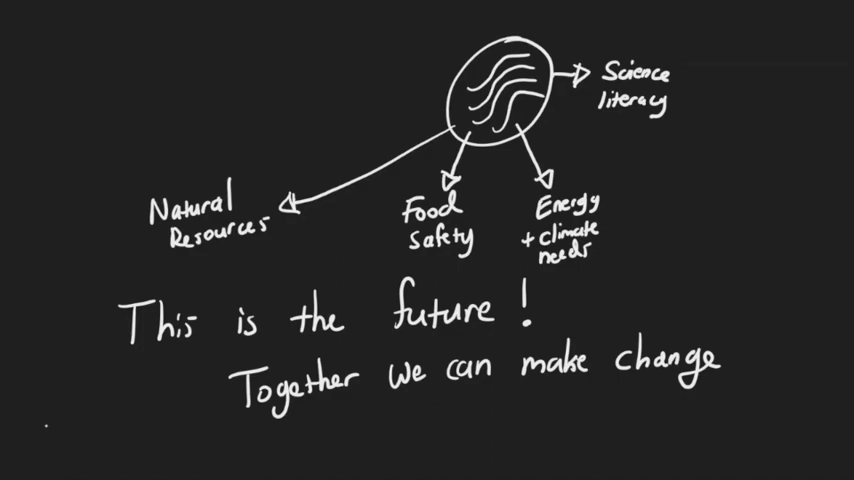 Science
literacy
Natural
Resources
Food
Safety
Energy
+ climate
needs
This is the future!
Together we can make change